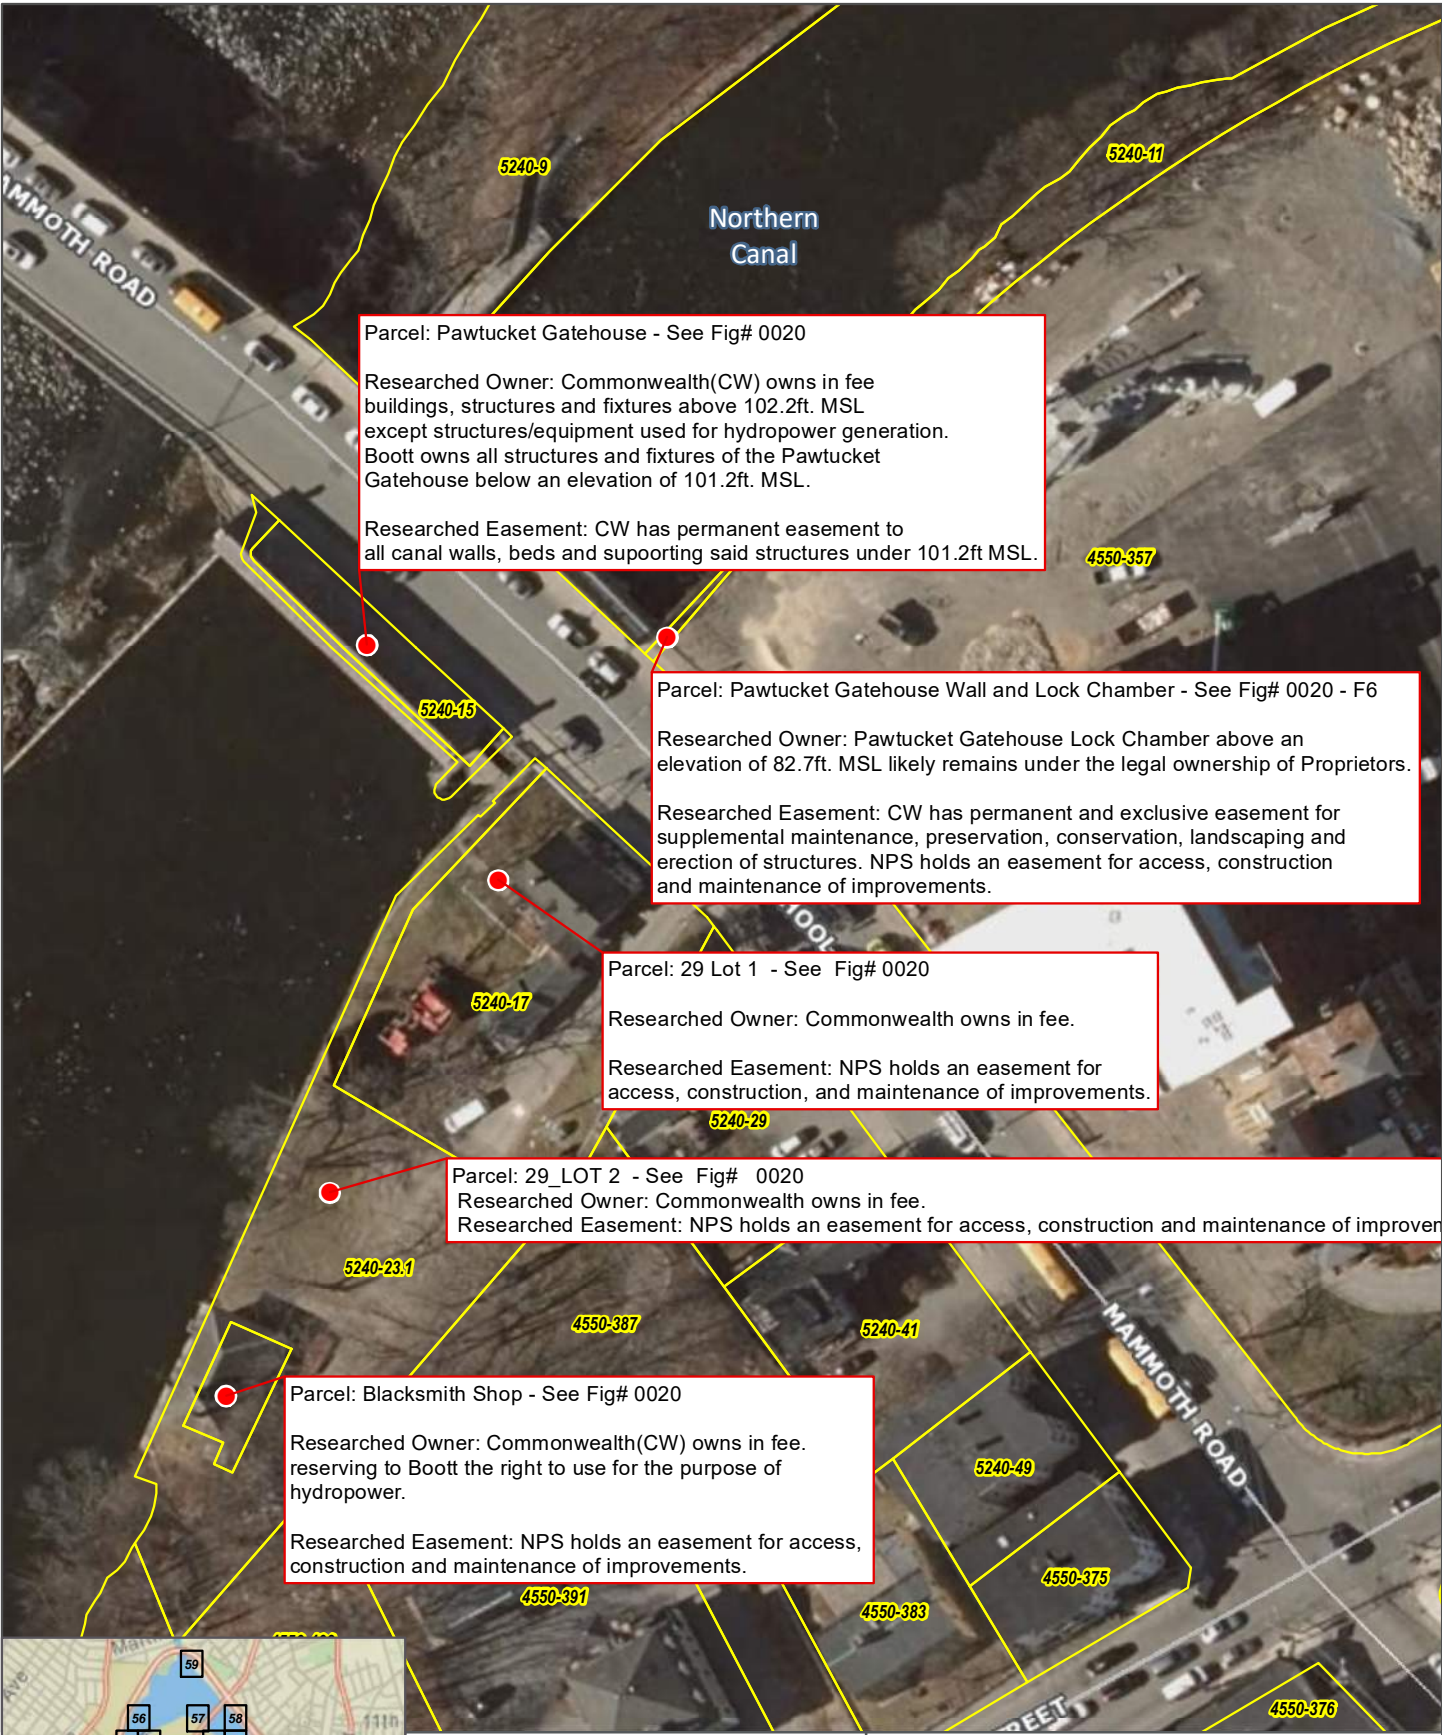 5240-9
5240-11
AMMOTH ROAD
Northern
Canal
Parcel: Pawtucket Gatehouse - See Fig# 0020
Researched Owner: Commonwealth(CW) owns in fee
buildings, structures and fixtures above 102.2ft. MSL
except structures/equipment used for hydropower generation.
Boott owns all structures and fixtures of the Pawtucket
Gatehouse below an elevation of 101.2ft. MSL.
Researched Easement: CW has permanent easement to
all canal walls, beds and supoorting said structures under 101.2ft MSL.
4550-357
5240-15
Parcel: Pawtucket Gatehouse Wall and Lock Chamber - See Fig# 0020 - F6
Researched Owner: Pawtucket Gatehouse Lock Chamber above an
elevation of 82.7ft. MSL likely remains under the legal ownership of Proprietors.
Researched Easement: CW has permanent and exclusive easement for
supplemental maintenance, preservation, conservation, landscaping and
erection of structures. NPS holds an easement for access, construction
and maintenance of improvements.
HOOL
Parcel: 29 Lot 1 - See Fig# 0020
Researched Owner: Commonwealth owns in fee.
Researched Easement: NPS holds an easement for
access, construction, and maintenance of improvements.
5240-17
5240-29
Parcel: 29_LOT 2 - See Fig# 0020
Researched Owner: Commonwealth owns in fee.
Researched Easement: NPS holds an easement for access, construction and maintenance of improvem
5240-23.1
4550-387
5240-41
MAMMOTH ROAD
Parcel: Blacksmith Shop - See Fig# 0020
Researched Owner: Commonwealth(CW) owns in fee.
reserving to Boott the right to use for the purpose of
hydropower.
Researched Easement: NPS holds an easement for access,
construction and maintenance of improvements.
5240-49
4550-375
4550-391
4550-383
4550-376
REET
Ave
59
56
57
58
11th